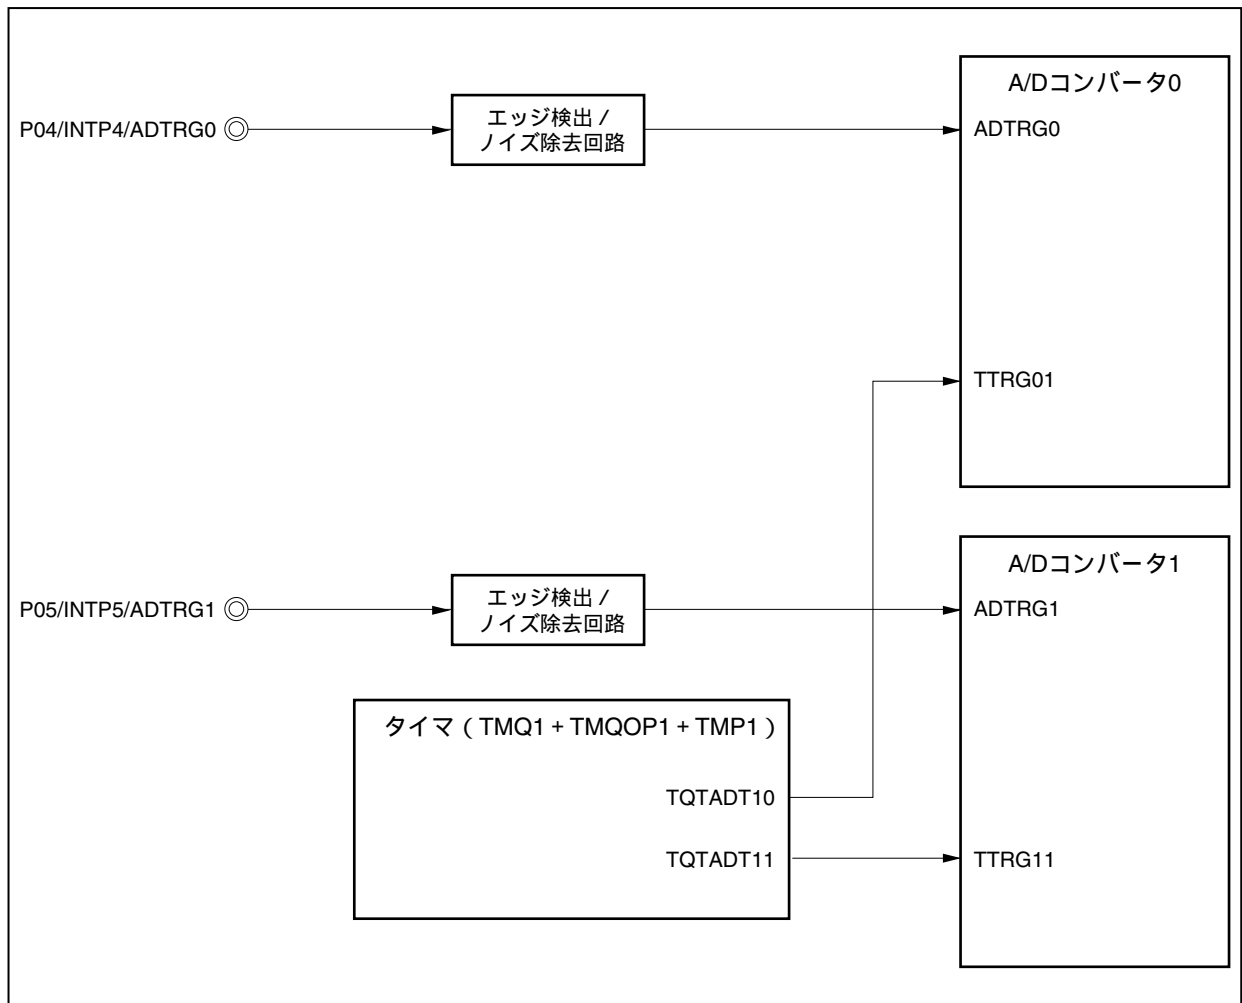 A/Dコンバータ0
P04/INTP4/ADTRG0
エッジ検出 /
ノイズ除去回路
ADTRG0
TTRG01
A/Dコンバータ1
P05/INTP5/ADTRG1
エッジ検出 /
ノイズ除去回路
ADTRG1
タイマ ( TMQ1 + TMQOP1 + TMP1 )
TQTADT10
TQTADT11
TTRG11